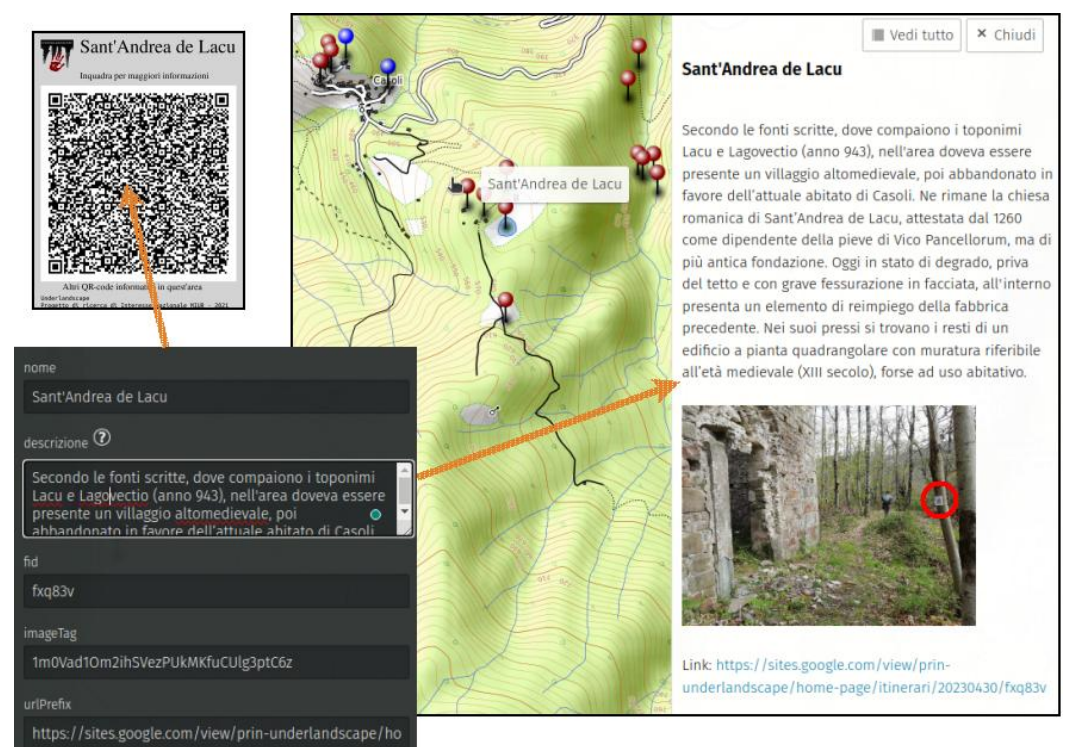 Sant'Andrea de Lacu
Inquadra per maggiori informazioni
Altri QR-code informativi in quest'area
Under landscape
Progetto di ricerca di Interesse nazionale MIUR - 2021
nome
Sant'Andrea de Lacu
descrizione ?
Secondo le fonti scritte, dove compaiono i toponimi
Lacu e Lagovectio (anno 943), nell'area doveva essere
presente un villaggio altomedievale, poi
abbandonato in favore dell'attuale abitato di Casoli
fid
fxq83v
imageTag
1m0Vad1Om2ihSVezPUkMKfuCUlg3ptC6z
urlPrefix
https://sites.google.com/view/prin-underlandscape/ho
Casoli
Sant'Andrea de Lacu
Vedi tutto
× Chiudi
Sant'Andrea de Lacu
Secondo le fonti scritte, dove compaiono i toponimi
Lacu e Lagovectio (anno 943), nell'area doveva essere
presente un villaggio altomedievale, poi abbandonato in
favore dell'attuale abitato di Casoli. Ne rimane la chiesa
romanica di Sant'Andrea de Lacu, attestata dal 1260
come dipendente della pieve di Vico Pancellorum, ma di
più antica fondazione. Oggi in stato di degrado, priva
del tetto e con grave fessurazione in facciata, all'interno
presenta un elemento di reimpiego della fabbrica
precedente. Nei suoi pressi si trovano i resti di un
edificio a pianta quadrangolare con muratura riferibile
all'età medievale (XIII secolo), forse ad uso abitativo.
Link: https://sites.google.com/view/prin-
underlandscape/home-page/itinerari/20230430/fxq83v